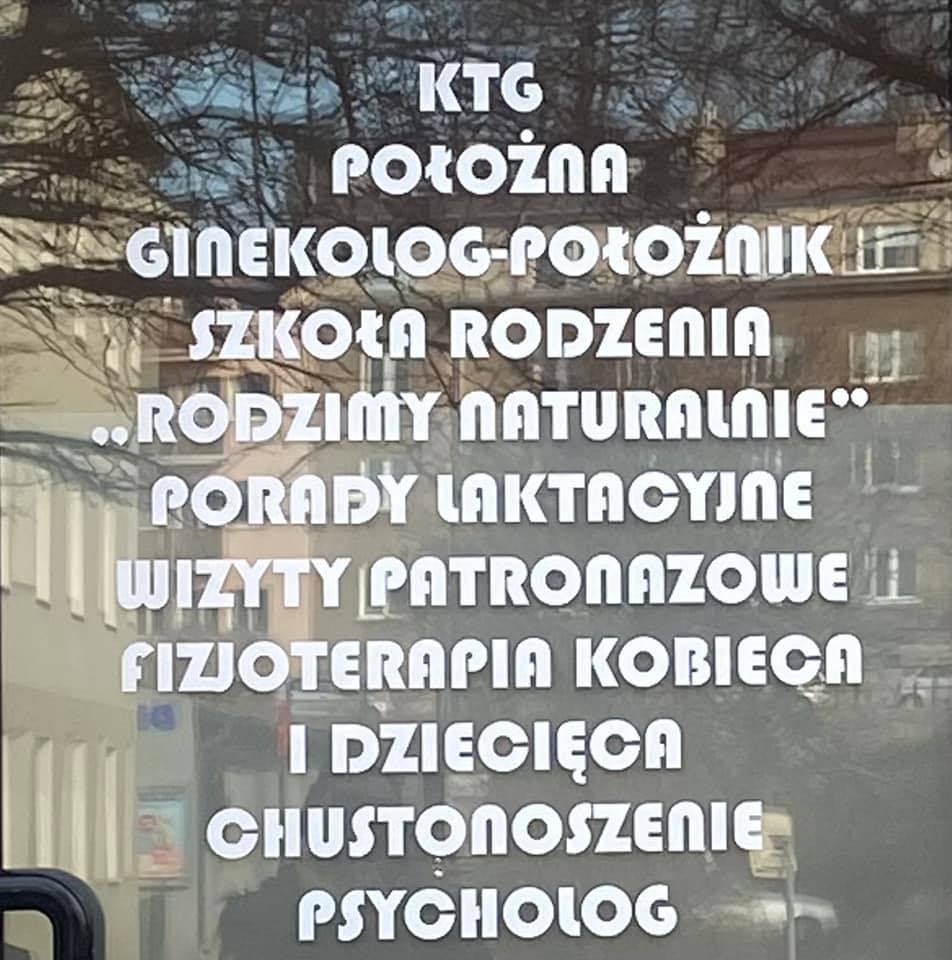 KTG
POŁOŻNA
GINEKOLOG-POŁOŻNIK
SZKOŁA RODZENIA
„RODZIMY NATURALNIE”
PORADY LAKTACYJNE
WIZYTY PATRONAZOWE
FIZJOTERAPIA KOBIECA
I DZIECIĘCA
CHUSTONOSZENIE
PSYCHOLOG